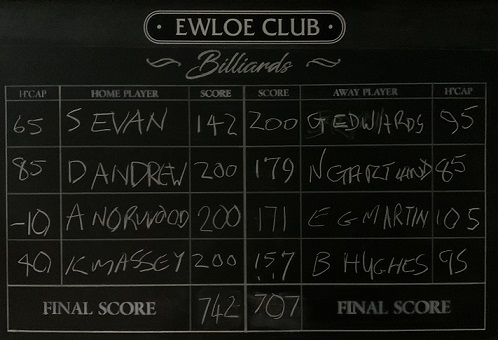 EWLOE CLUB
Billiards
H'CAP HOME PLAYER SCORE SCORE AWAY PLAYER H'CAP
65 S EVAN 142 200 G EDWARDS 95
85 D ANDREW 200 179 N GARTLAND 85
-10 A NORWOOD 200 171 E G MARTIN 105
40 K MASSEY 200 157 B HUGHES 95
FINAL SCORE 742 707 FINAL SCORE